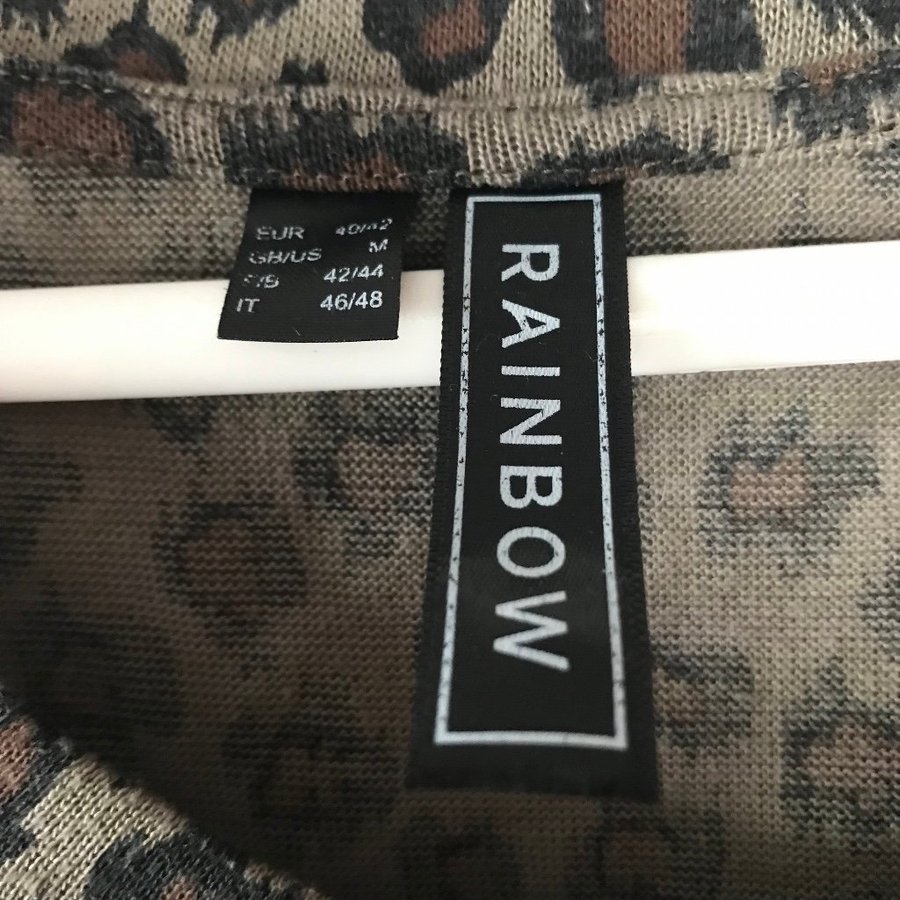 EUR 40/42
GB/US M
F/B 42/44
IT 46/48
RAINBOW